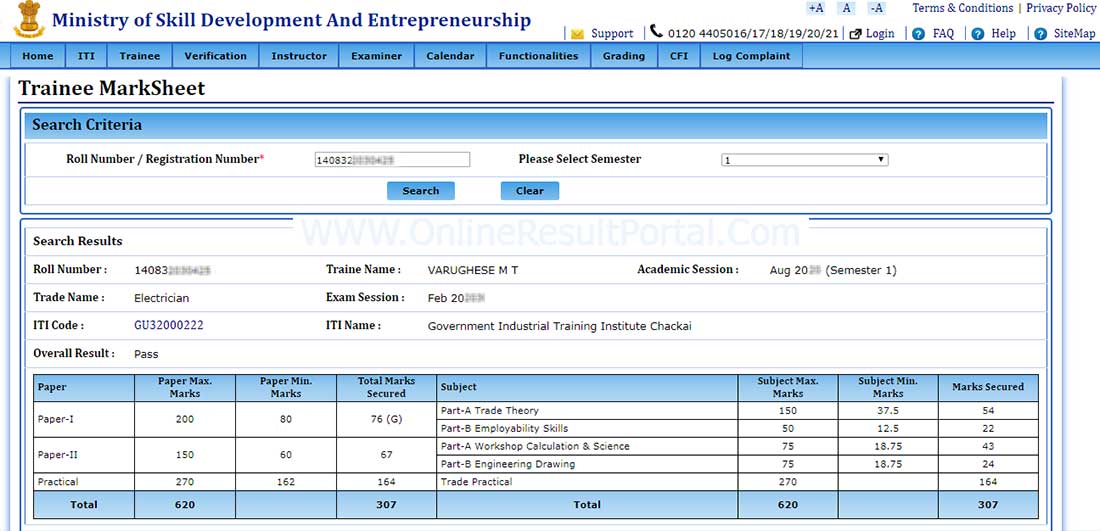 +A A -A Terms & Conditions | Privacy Policy
Ministry of Skill Development And Entrepreneurship
Support 0120 4405016/17/18/19/20/21 Login FAQ Help SiteMap
Home ITI Trainee Verification Instructor Examiner Calendar Functionalities Grading CFI Log Complaint
Trainee MarkSheet
Search Criteria
Roll Number / Registration Number* 140832 Please Select Semester 1
Search Clear
WWW.OnlineResultPortal.Com
Search Results
Roll Number : 14083 Traine Name : VARUGHESE M T Academic Session : Aug 20 (Semester 1)
Trade Name : Electrician Exam Session : Feb 20
ITI Code : GU32000222 ITI Name : Government Industrial Training Institute Chackai
Overall Result : Pass
Paper Paper Max. Marks Paper Min. Marks Total Marks Secured Subject Subject Max. Marks Subject Min. Marks Marks Secured
Paper-I 200 80 76 (G) Part-A Trade Theory 150 37.5 54
Part-B Employability Skills 50 12.5 22
Paper-II 150 60 67 Part-A Workshop Calculation & Science 75 18.75 43
Part-B Engineering Drawing 75 18.75 24
Practical 270 162 164 Trade Practical 270 164
Total 620 307 Total 620 307